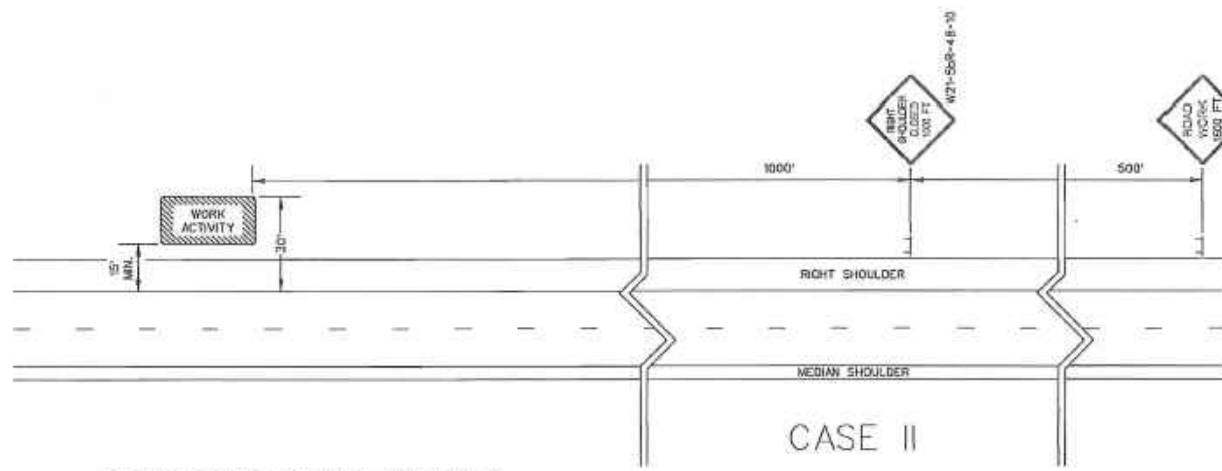 W21-5bR-48-10
RIGHT
SHOULDER
CLOSED
1000 FT
ROAD
WORK
1500 FT
1000'
500'
WORK
ACTIVITY
30'
15'
MIN.
RIGHT SHOULDER
MEDIAN SHOULDER
CASE II